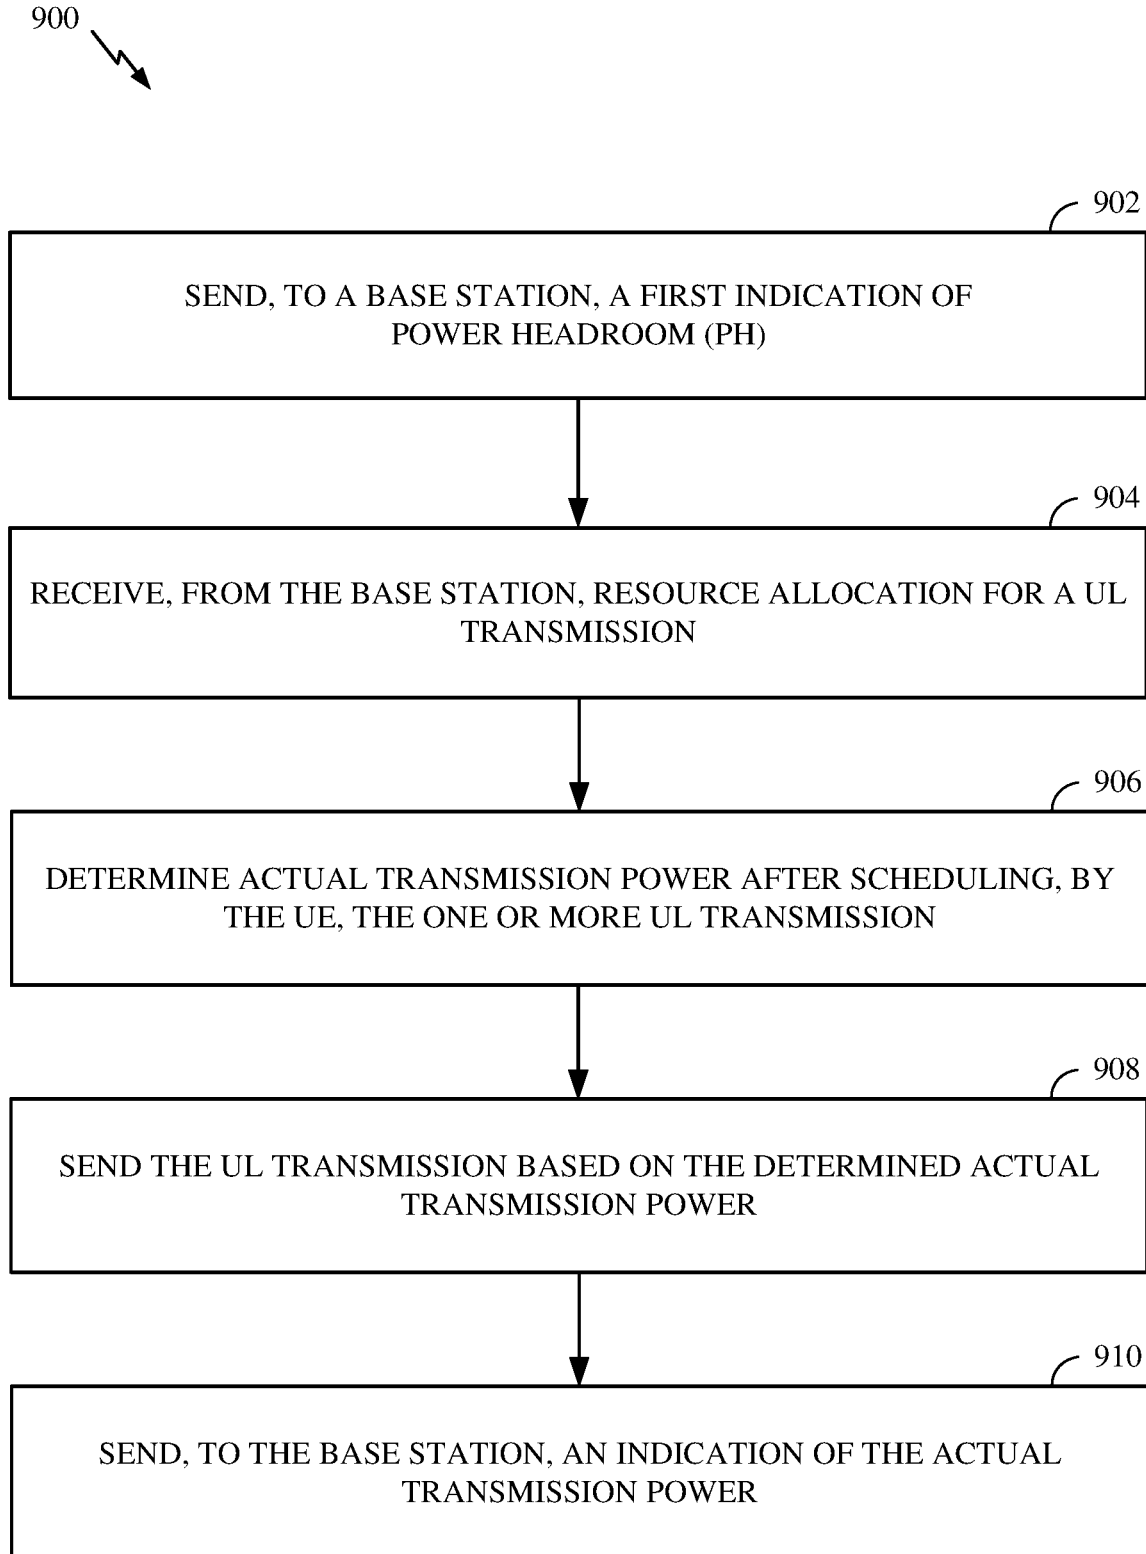 900
902
SEND, TO A BASE STATION, A FIRST INDICATION OF
POWER HEADROOM (PH)
904
RECEIVE, FROM THE BASE STATION, RESOURCE ALLOCATION FOR A UL
TRANSMISSION
906
DETERMINE ACTUAL TRANSMISSION POWER AFTER SCHEDULING, BY
THE UE, THE ONE OR MORE UL TRANSMISSION
908
SEND THE UL TRANSMISSION BASED ON THE DETERMINED ACTUAL
TRANSMISSION POWER
910
SEND, TO THE BASE STATION, AN INDICATION OF THE ACTUAL
TRANSMISSION POWER